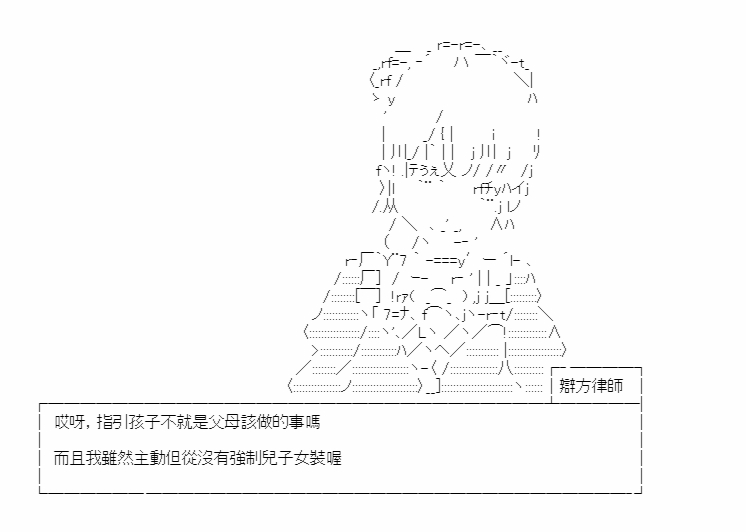 辯方律師
哎呀, 指引孩子不就是父母該做的事嗎
而且我雖然主動但從沒有強制兒子女裝喔